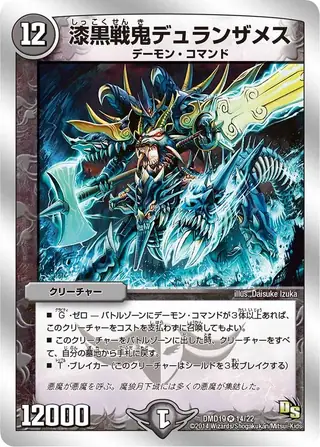 12
しっこくせんき
漆黒戦鬼デュランザメス
デーモン・コマンド
illus. Daisuke Izuka
クリーチャー
■G・ゼロ―バトルゾーンにデーモン・コマンドが3体以上あれば、
このクリーチャーをコストを支払わずに召喚してもよい。
■このクリーチャーをバトルゾーンに出した時、クリーチャーをすべ
て、自分の墓地から手札に戻す。
■T・ブレイカー(このクリーチャーはシールドを3枚ブレイクする)
悪魔が悪魔を呼ぶ。魔狼月下城には多くの悪魔が集結した。
12000
T
DMD19 14/22
©2014 Wizards/Shogakukan/Mitsui-Kids
DS